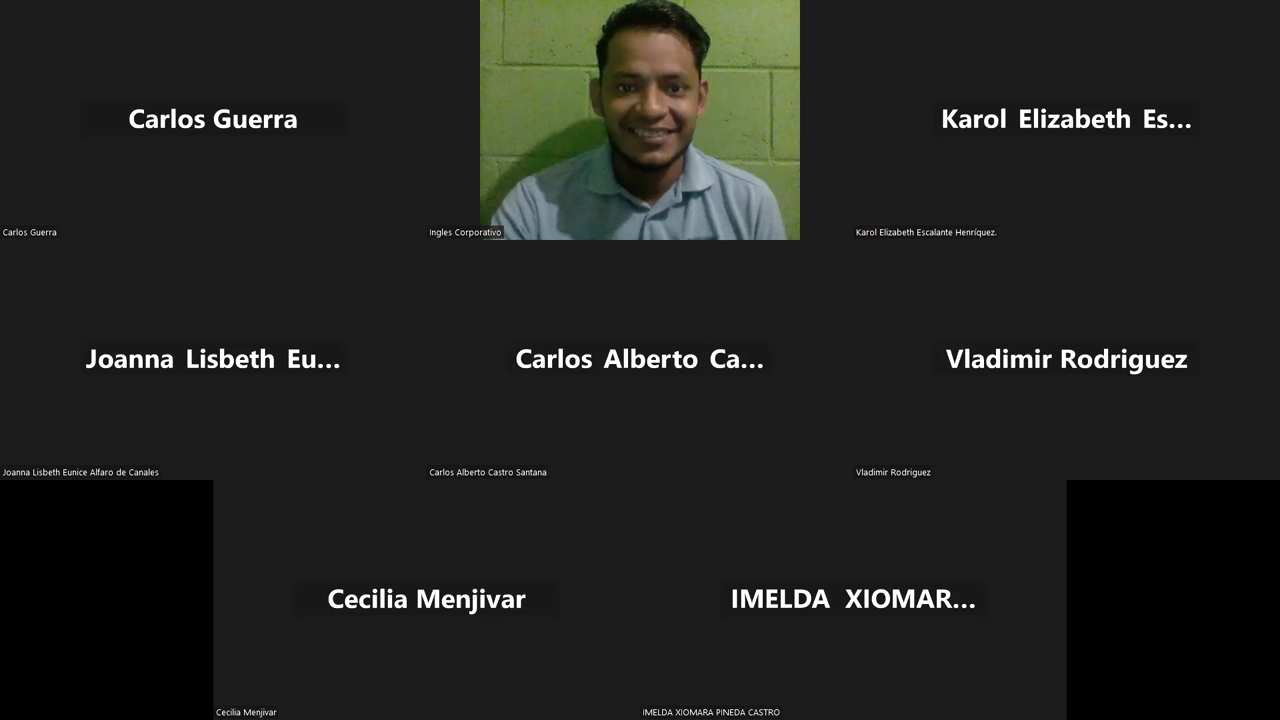 Carlos Guerra
Karol Elizabeth Es...
Carlos Guerra
Ingles Corporativo
Karol Elizabeth Escalante Henríquez.
Joanna Lisbeth Eu...
Carlos Alberto Ca...
Vladimir Rodriguez
Joanna Lisbeth Eunice Alfaro de Canales
Carlos Alberto Castro Santana
Vladimir Rodriguez
Cecilia Menjivar
IMELDA XIOMAR...
Cecilia Menjivar
IMELDA XIOMARA PINEDA CASTRO